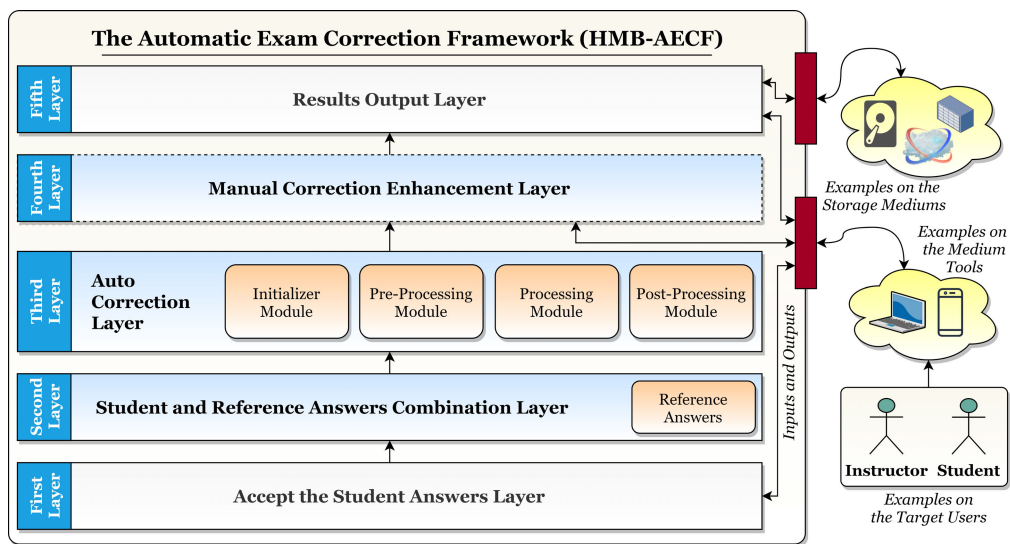 The Automatic Exam Correction Framework (HMB-AECF)
Fifth
Layer
Results Output Layer
Fourth
Layer
Manual Correction Enhancement Layer
Third
Layer
Auto
Correction
Layer
Initializer
Module
Pre-Processing
Module
Processing
Module
Post-Processing
Module
Second
Layer
Student and Reference Answers Combination Layer
Reference
Answers
First
Layer
Accept the Student Answers Layer
Inputs and Outputs
Examples on the
Storage Mediums
Examples on
the Medium
Tools
Instructor
Student
Examples on
the Target Users